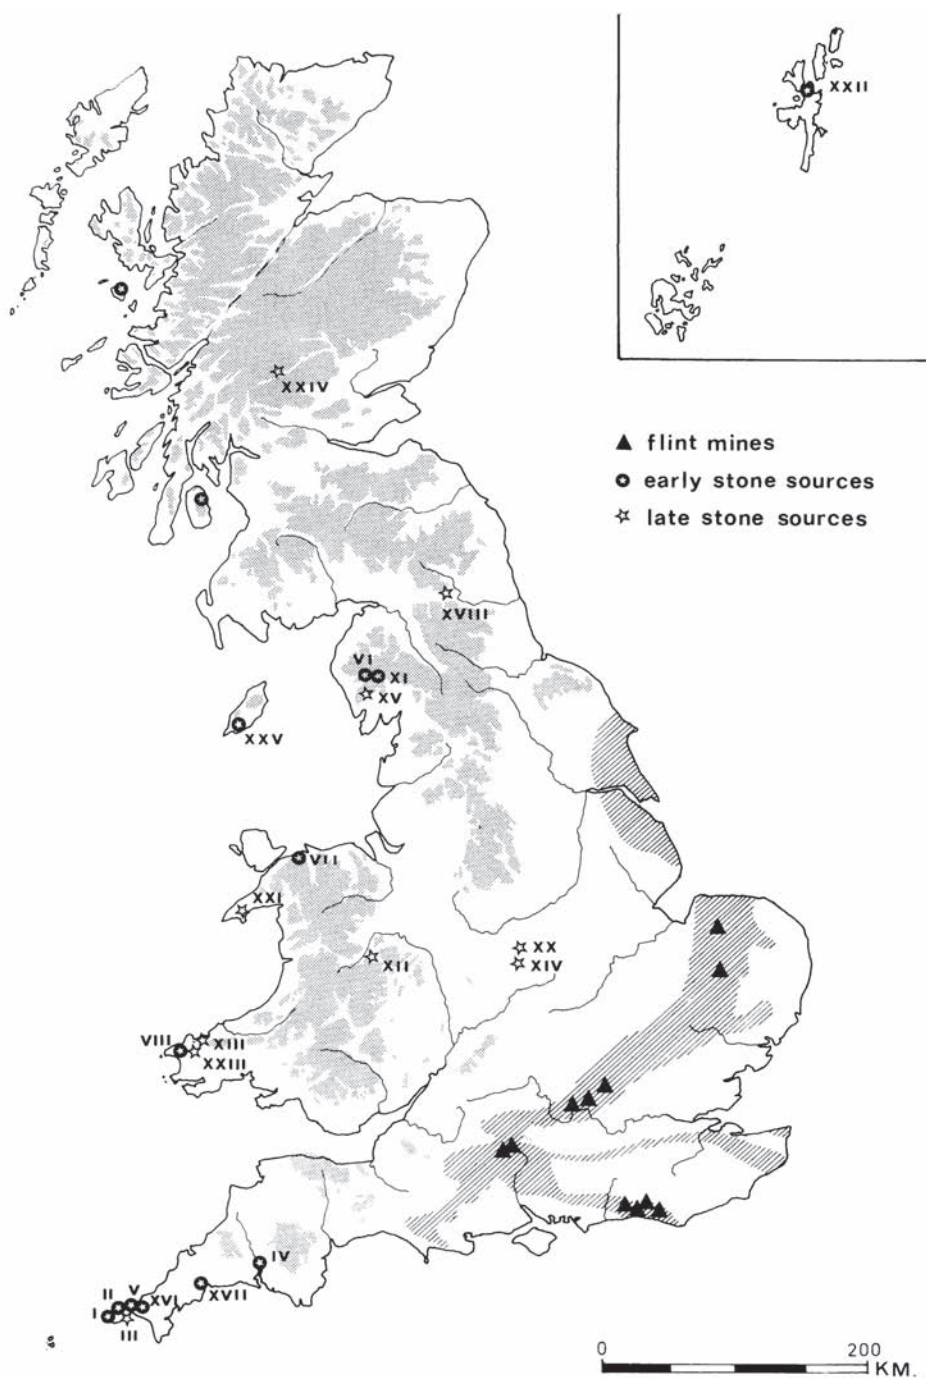 XXII
XXIV
▲ flint mines
✪ early stone sources
☆ late stone sources
XVIII
VI
XI
XV
XXV
VII
XXI
XX
XIV
XII
VIII
XIII
XXIII
IV
XVII
II
V
XVI
I
III
0
200
KM.